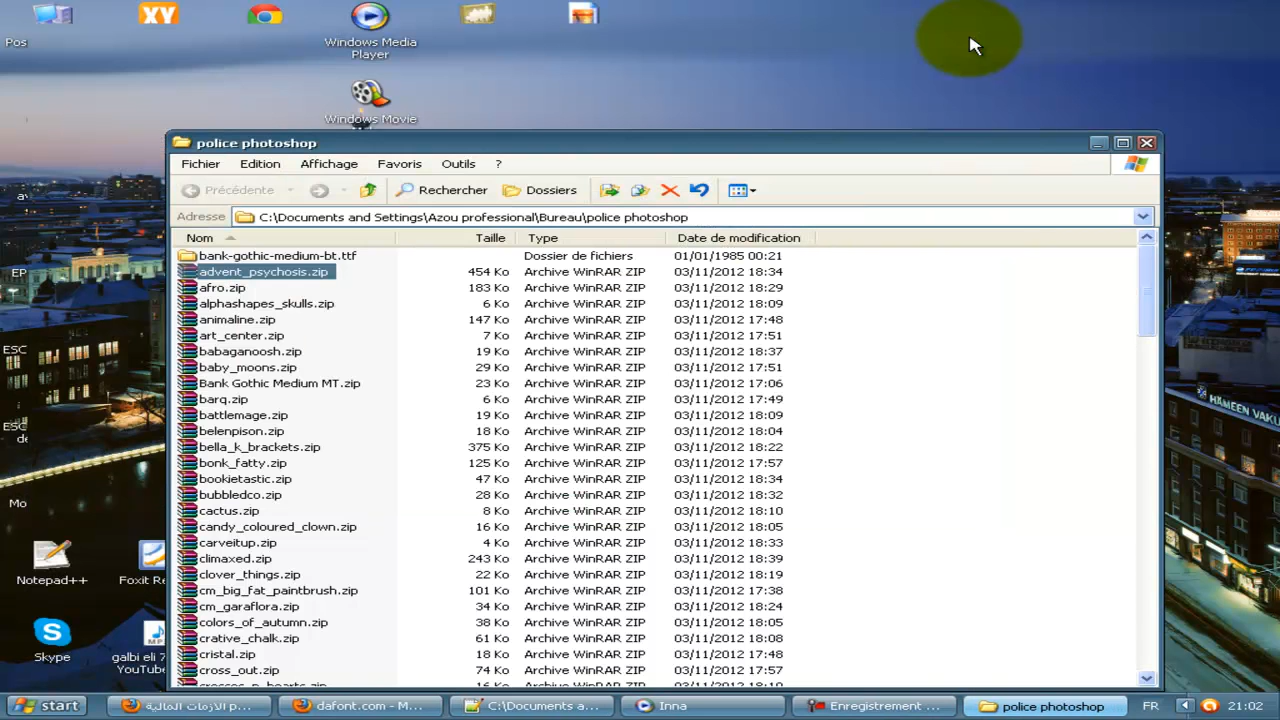 XY
Pos
Windows Media
Player
Windows Movie
police photoshop
Fichier Edition Affichage Favoris Outils ?
Précédente Rechercher Dossiers
Adresse C:\Documents and Settings\Azou professional\Bureau\police photoshop
Nom Taille Type Date de modification
bank-gothic-medium-bt.ttf Dossier de fichiers 01/01/1985 00:21
advent_psychosis.zip 454 Ko Archive WinRAR ZIP 03/11/2012 18:34
afro.zip 183 Ko Archive WinRAR ZIP 03/11/2012 18:29
alphashapes_skulls.zip 6 Ko Archive WinRAR ZIP 03/11/2012 18:09
animaline.zip 147 Ko Archive WinRAR ZIP 03/11/2012 17:48
art_center.zip 7 Ko Archive WinRAR ZIP 03/11/2012 17:51
babaganoosh.zip 19 Ko Archive WinRAR ZIP 03/11/2012 18:37
baby_moons.zip 29 Ko Archive WinRAR ZIP 03/11/2012 17:51
Bank Gothic Medium MT.zip 23 Ko Archive WinRAR ZIP 03/11/2012 17:06
barq.zip 6 Ko Archive WinRAR ZIP 03/11/2012 17:49
battlemage.zip 19 Ko Archive WinRAR ZIP 03/11/2012 18:09
belenpison.zip 18 Ko Archive WinRAR ZIP 03/11/2012 17:04
bella_k_brackets.zip 375 Ko Archive WinRAR ZIP 03/11/2012 18:22
bonk_fatty.zip 125 Ko Archive WinRAR ZIP 03/11/2012 17:57
bookietastic.zip 47 Ko Archive WinRAR ZIP 03/11/2012 18:34
bubbledco.zip 28 Ko Archive WinRAR ZIP 03/11/2012 18:32
cactus.zip 8 Ko Archive WinRAR ZIP 03/11/2012 18:10
candy_coloured_clown.zip 16 Ko Archive WinRAR ZIP 03/11/2012 18:05
carveitup.zip 4 Ko Archive WinRAR ZIP 03/11/2012 18:33
climaxed.zip 243 Ko Archive WinRAR ZIP 03/11/2012 18:39
clover_things.zip 22 Ko Archive WinRAR ZIP 03/11/2012 18:19
cm_big_fat_paintbrush.zip 101 Ko Archive WinRAR ZIP 03/11/2012 17:38
cm_garaflora.zip 34 Ko Archive WinRAR ZIP 03/11/2012 18:24
colors_of_autumn.zip 38 Ko Archive WinRAR ZIP 03/11/2012 18:05
crative_chalk.zip 61 Ko Archive WinRAR ZIP 03/11/2012 18:08
cristal.zip 18 Ko Archive WinRAR ZIP 03/11/2012 17:48
cross_out.zip 74 Ko Archive WinRAR ZIP 03/11/2012 17:57
EP
ESC
ESC
de
Mo
Notepad++ Foxit Re
Skype galbi eli 7
YouTube
HÄMEEN
start
p... الأزمات المالية
dafont.com - M...
C:\Documents a...
Inna
Enregistrement ...
police photoshop
FR
21:02